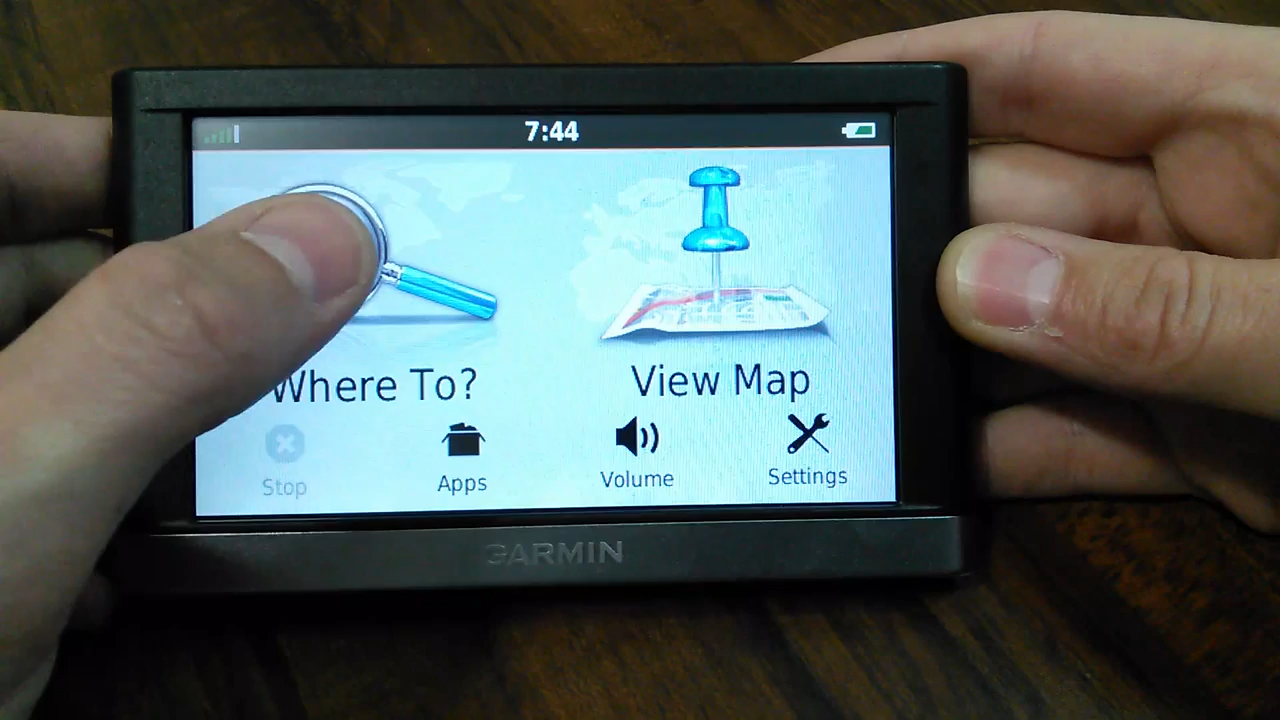 7:44
Where To?
View Map
Stop
Apps
Volume
Settings
GARMIN